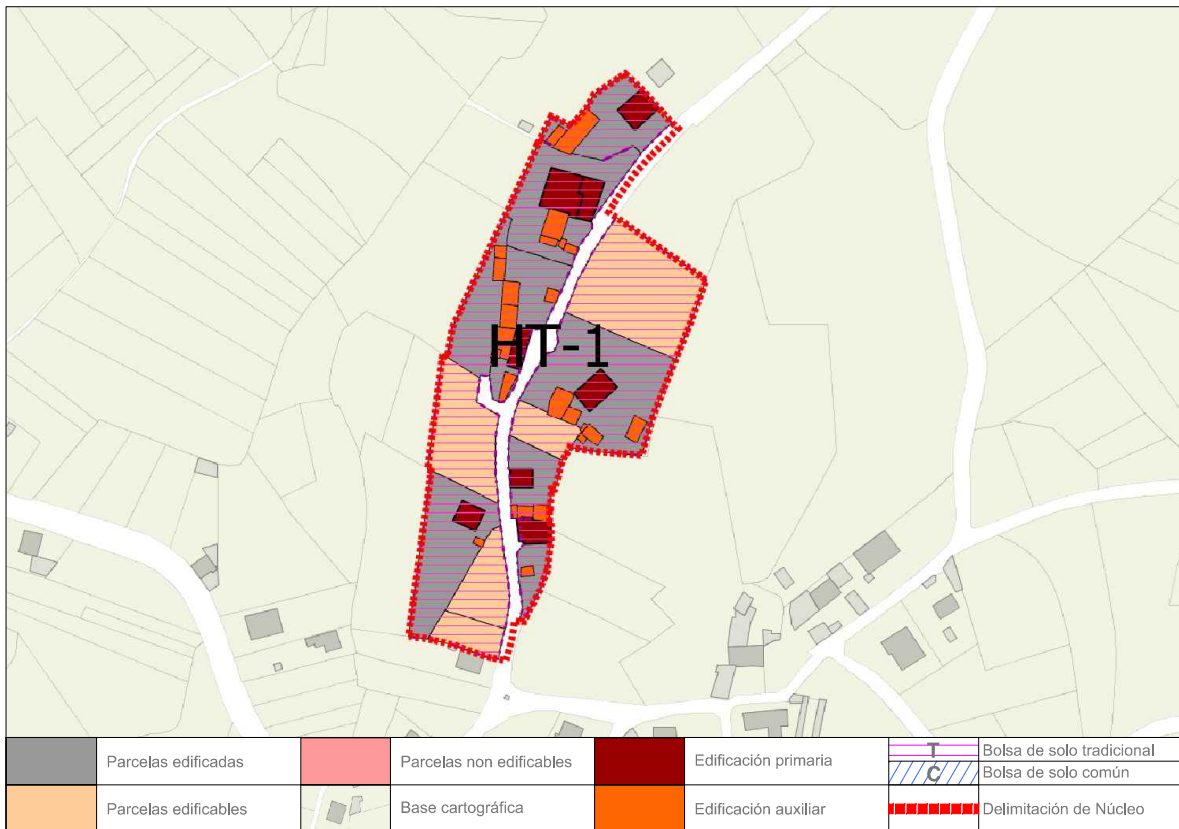 HT-1
Parcelas edificadas
Parcelas non edificables
Edificación primaria
T
Bolsa de solo tradicional
C
Bolsa de solo común
Parcelas edificables
Base cartográfica
Edificación auxiliar
Delimitación de Núcleo